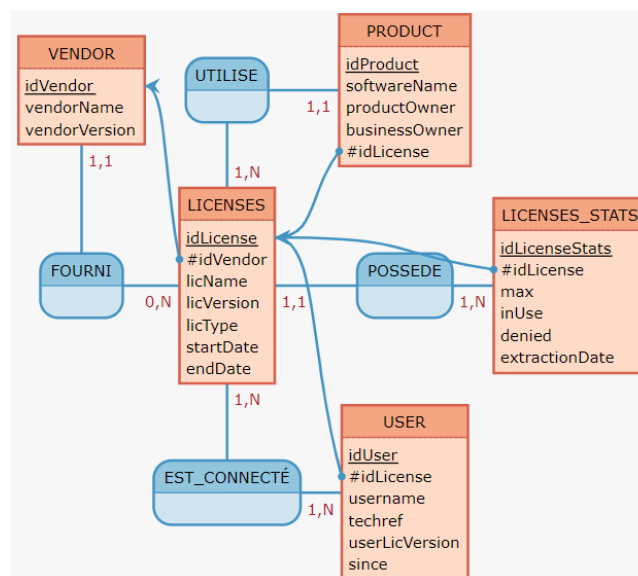 VENDOR
idVendor
vendorName
vendorVersion
1,1
UTILISE
1,N
1,1
PRODUCT
idProduct
softwareName
productOwner
businessOwner
#idLicense
FOURNI
0,N
LICENSES
idLicense
#idVendor
licName
licVersion
licType
startDate
endDate
1,1
1,N
POSSEDE
1,N
LICENSES_STATS
idLicenseStats
#idLicense
max
inUse
denied
extractionDate
EST_CONNECTÉ
1,N
USER
idUser
#idLicense
username
techref
userLicVersion
since